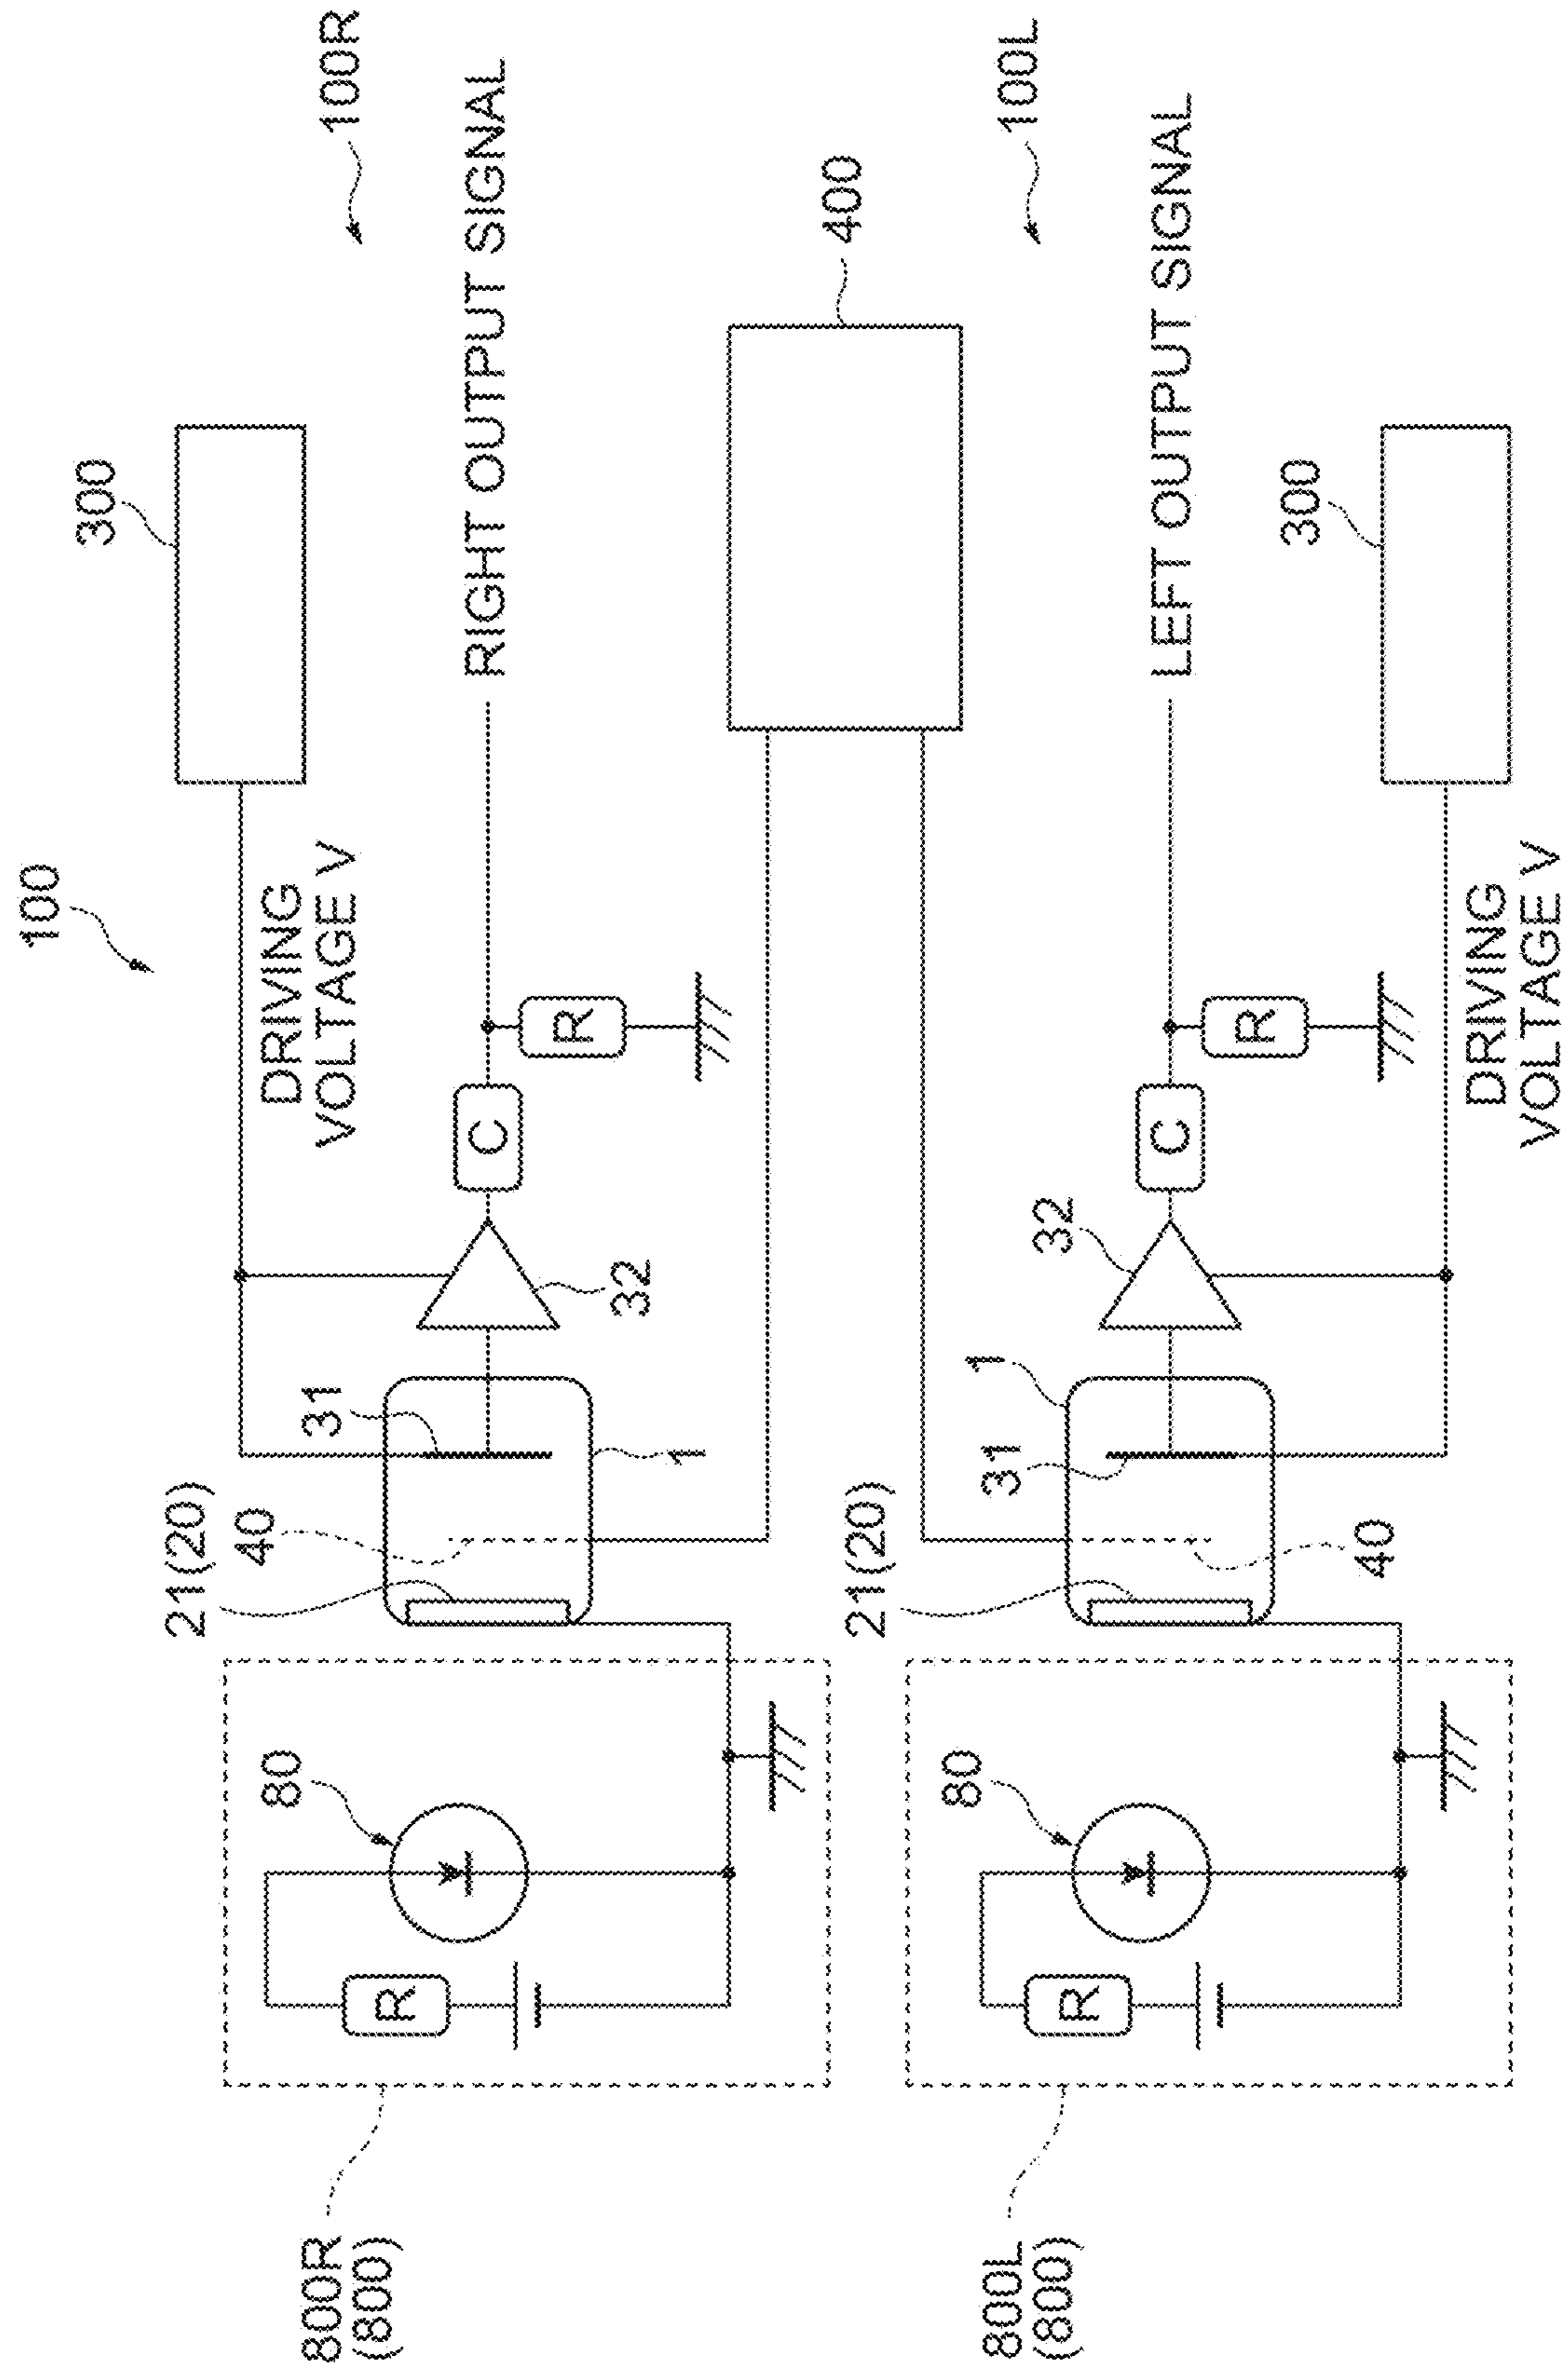 100
300
100R
DRIVING
VOLTAGE V
21(20)
40
31
800R
(800)
80
R
C
RIGHT OUTPUT SIGNAL
R
32
1
400
100L
21(20)
1
31
32
800L
(800)
80
R
C
LEFT OUTPUT SIGNAL
R
40
300
DRIVING
VOLTAGE V